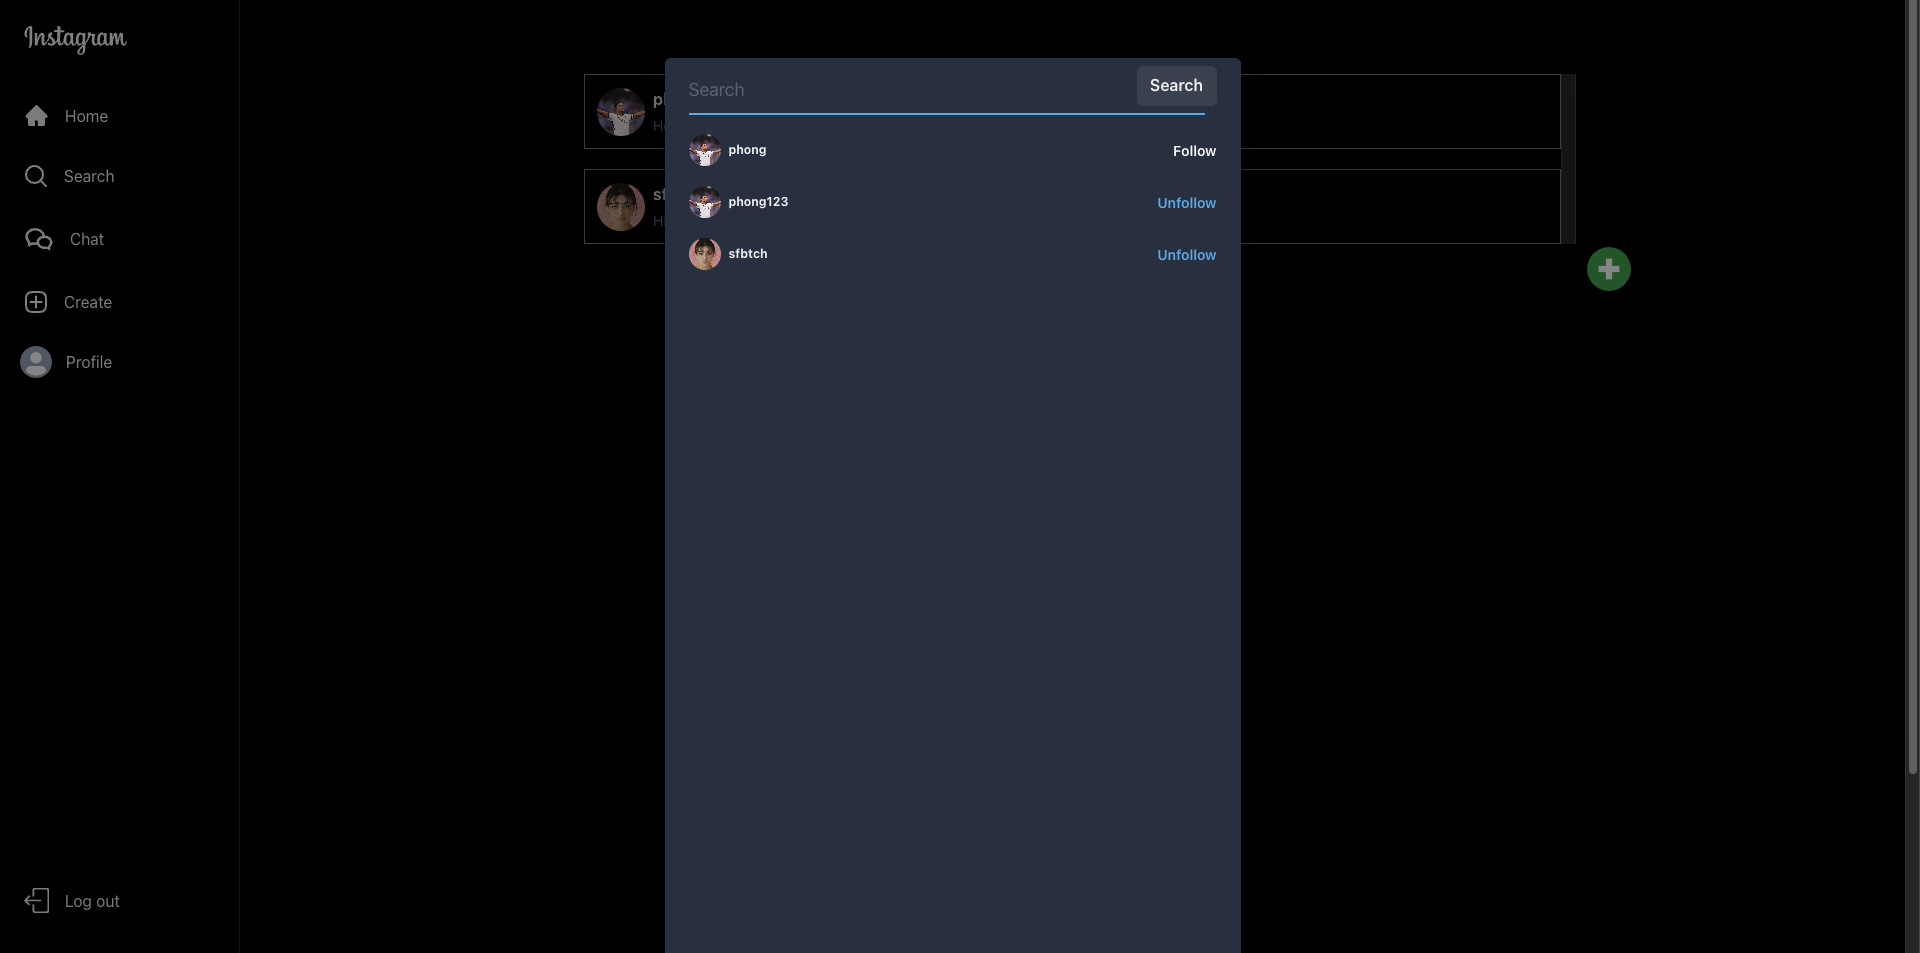 Instagram
Home
Search
Chat
Create
Profile
Log out
Search
Search
phong
Follow
phong123
Unfollow
sfbtch
Unfollow